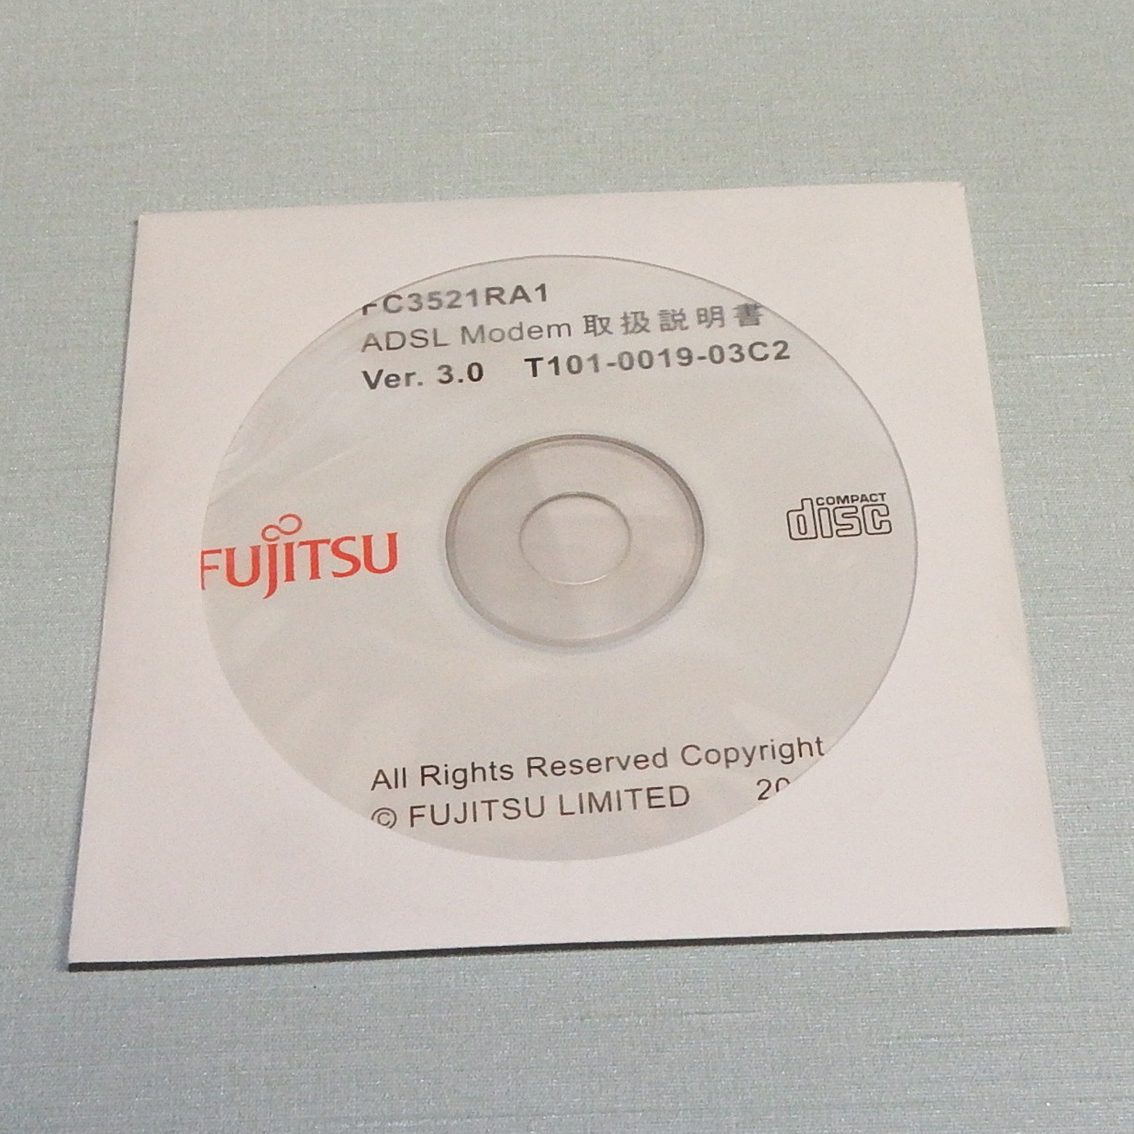 FC3521RA1
ADSL Modem 取扱説明書
Ver. 3.0 T101-0019-03C2
FUJITSU
COMPACT
disc
All Rights Reserved Copyright
© FUJITSU LIMITED